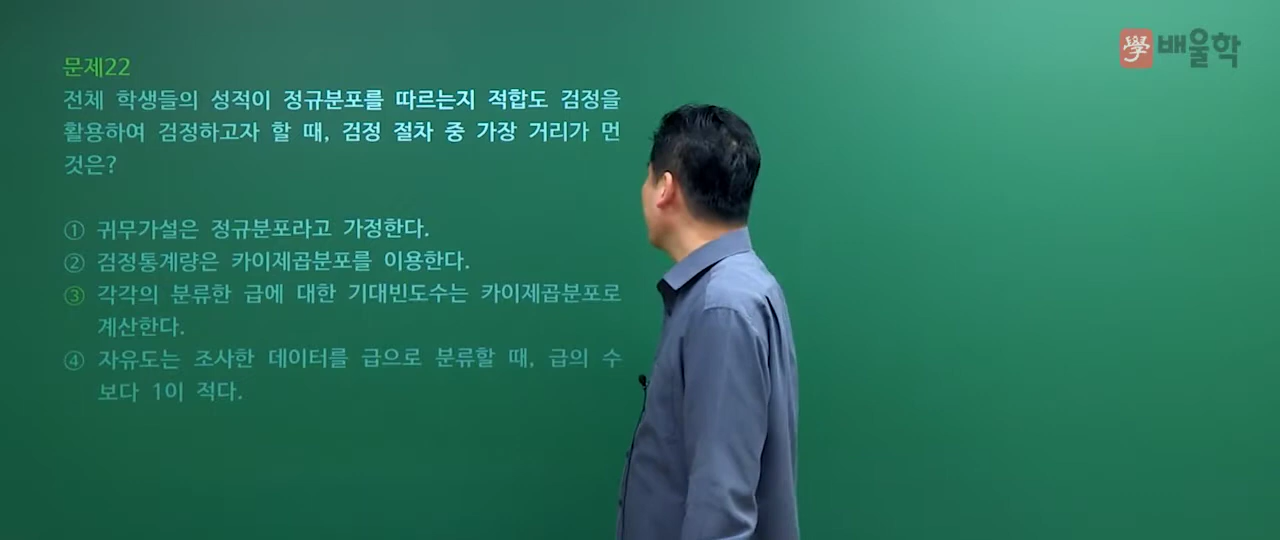 學 배울학
문제22
전체 학생들의 성적이 정규분포를 따르는지 적합도 검정을
활용하여 검정하고자 할 때, 검정 절차 중 가장 거리가 먼
것은?
① 귀무가설은 정규분포라고 가정한다.
② 검정통계량은 카이제곱분포를 이용한다.
③ 각각의 분류한 급에 대한 기대빈도수는 카이제곱분포로
계산한다.
④ 자유도는 조사한 데이터를 급으로 분류할 때, 급의 수
보다 1이 적다.